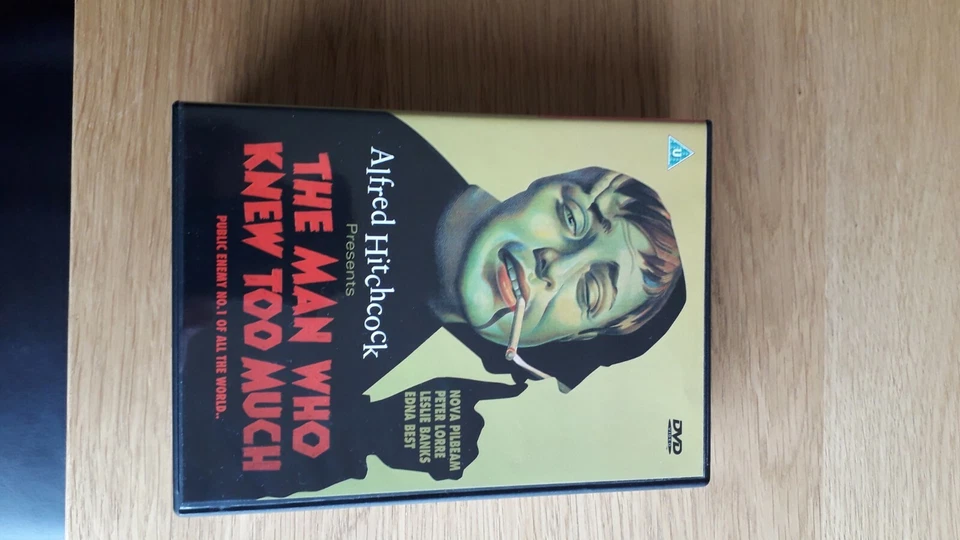 U
DVD
VIDEO
NOVA PILBEAM
PETER LORRE
LESLIE BANKS
EDNA BEST
Alfred Hitchcock
Presents
THE MAN WHO
KNEW TOO MUCH
PUBLIC ENEMY NO.1 OF ALL THE WORLD..